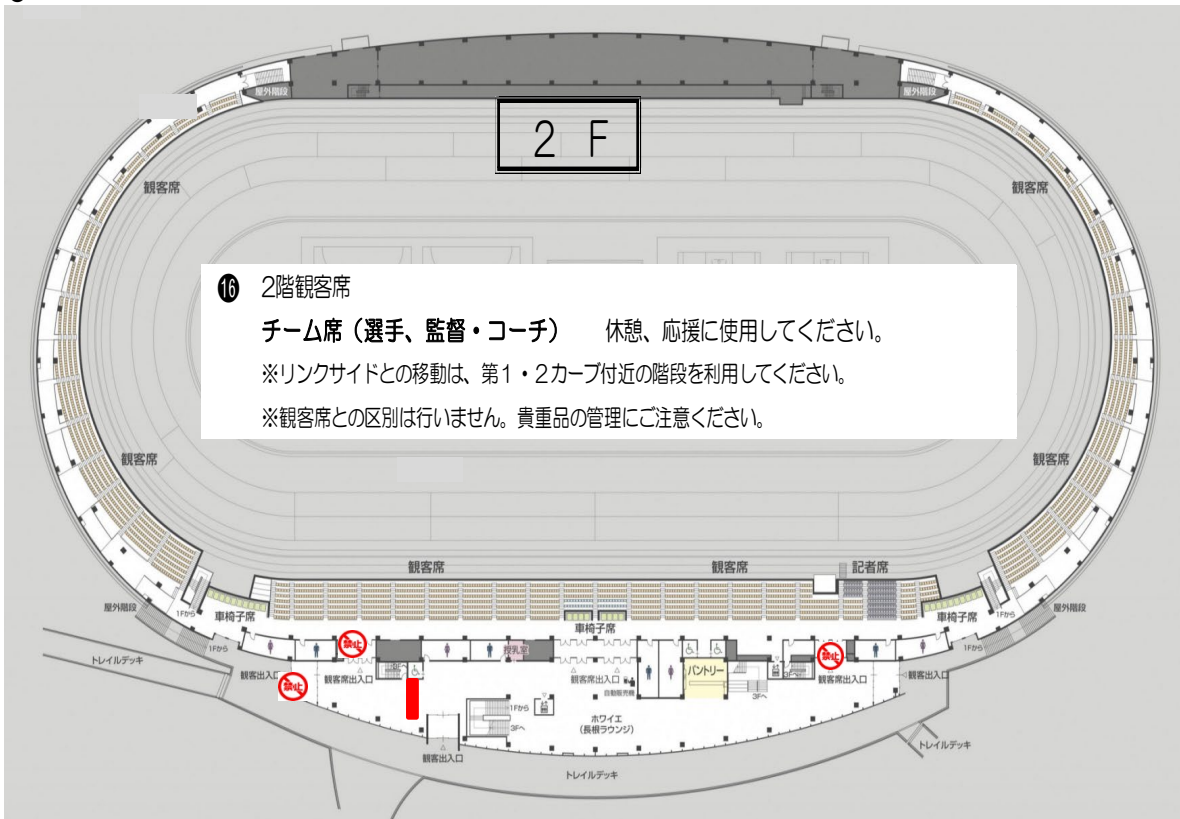 屋外階段
屋外階段
２ Ｆ
観客席
観客席
⓰ 2階観客席
チーム席（選手、監督・コーチ） 休憩、応援に使用してください。
※リンクサイドとの移動は、第1・2カーブ付近の階段を利用してください。
※観客席との区別は行いません。貴重品の管理にご注意ください。
観客席
観客席
観客席
観客席
記者席
屋外階段
1Fから
車椅子席
車椅子席
車椅子席
1Fから
屋外階段
1Fから
禁止
授乳室
禁止
1Fから
トレイルデッキ
観客出入口
禁止
観客席出入口
パントリー
観客席出入口
観客出入口
自動販売機
3Fへ
1Fから
3Fへ
ホワイエ
(長根ラウンジ)
観客出入口
トレイルデッキ
トレイルデッキ